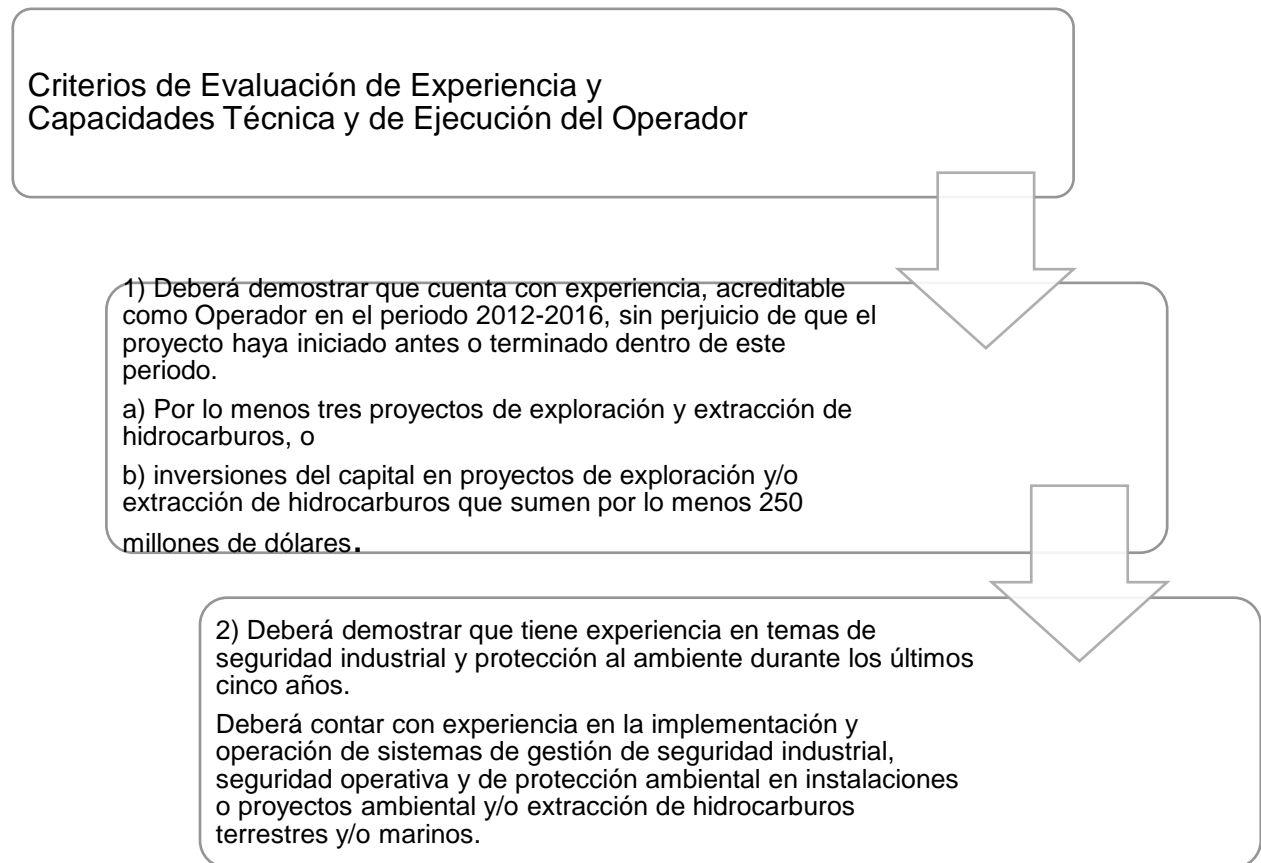 Criterios de Evaluación de Experiencia y
Capacidades Técnica y de Ejecución del Operador
1) Deberá demostrar que cuenta con experiencia, acreditable
como Operador en el periodo 2012-2016, sin perjuicio de que el
proyecto haya iniciado antes o terminado dentro de este
periodo.
a) Por lo menos tres proyectos de exploración y extracción de
hidrocarburos, o
b) inversiones del capital en proyectos de exploración y/o
extracción de hidrocarburos que sumen por lo menos 250
millones de dólares.
2) Deberá demostrar que tiene experiencia en temas de
seguridad industrial y protección al ambiente durante los últimos
cinco años.
Deberá contar con experiencia en la implementación y
operación de sistemas de gestión de seguridad industrial,
seguridad operativa y de protección ambiental en instalaciones
o proyectos ambiental y/o extracción de hidrocarburos
terrestres y/o marinos.